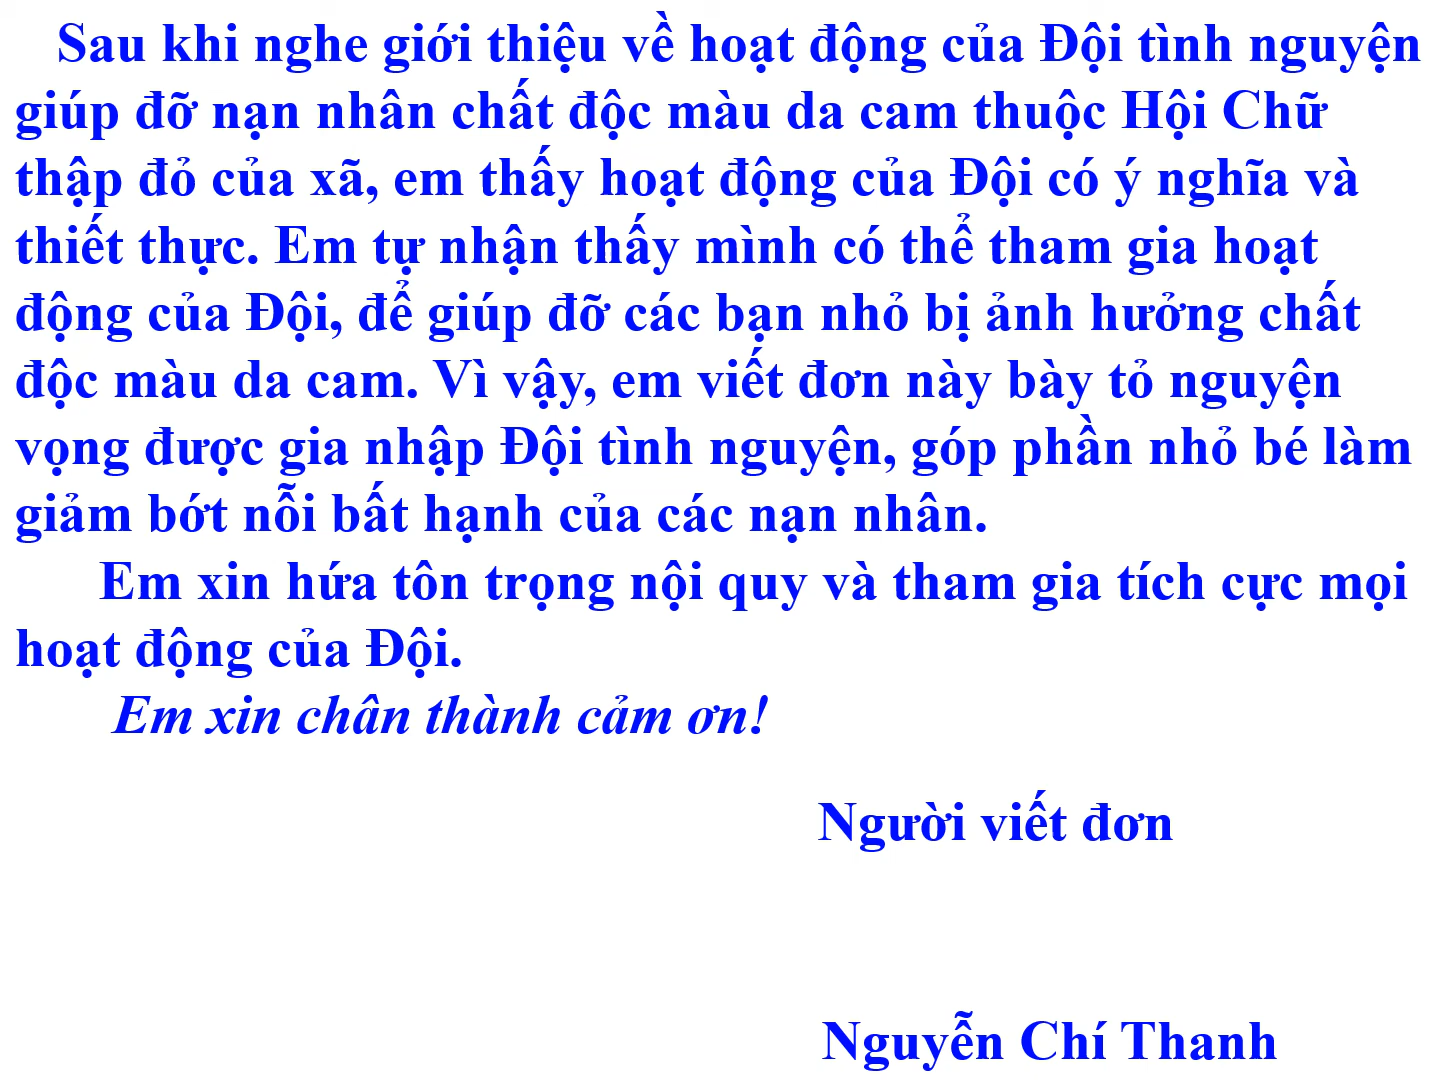 Sau khi nghe giới thiệu về hoạt động của Đội tình nguyện
giúp đỡ nạn nhân chất độc màu da cam thuộc Hội Chữ
thập đỏ của xã, em thấy hoạt động của Đội có ý nghĩa và
thiết thực. Em tự nhận thấy mình có thể tham gia hoạt
động của Đội, để giúp đỡ các bạn nhỏ bị ảnh hưởng chất
độc màu da cam. Vì vậy, em viết đơn này bày tỏ nguyện
vọng được gia nhập Đội tình nguyện, góp phần nhỏ bé làm
giảm bớt nỗi bất hạnh của các nạn nhân.
Em xin hứa tôn trọng nội quy và tham gia tích cực mọi
hoạt động của Đội.
Em xin chân thành cảm ơn!
Người viết đơn
Nguyễn Chí Thanh